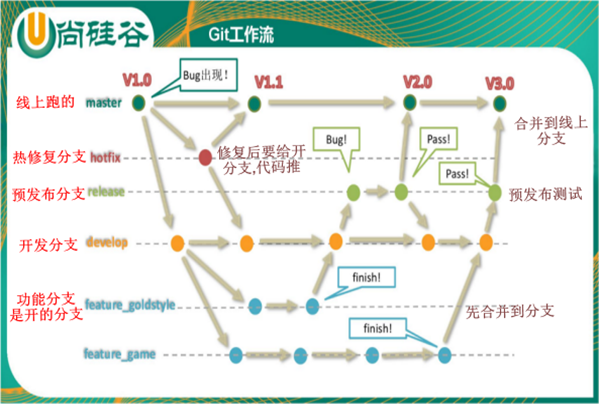 尚硅谷
Git工作流
V1.0
V1.1
V2.0
V3.0
Bug出现！
线上跑的
master
合并到线上
分支
热修复分支
hotfix
修复后要给开
分支,代码推
Bug!
Pass!
Pass!
预发布分支
release
预发布测试
开发分支
develop
功能分支
是开的分支
feature_goldstyle
finish!
先合并到分支
finish!
feature_game